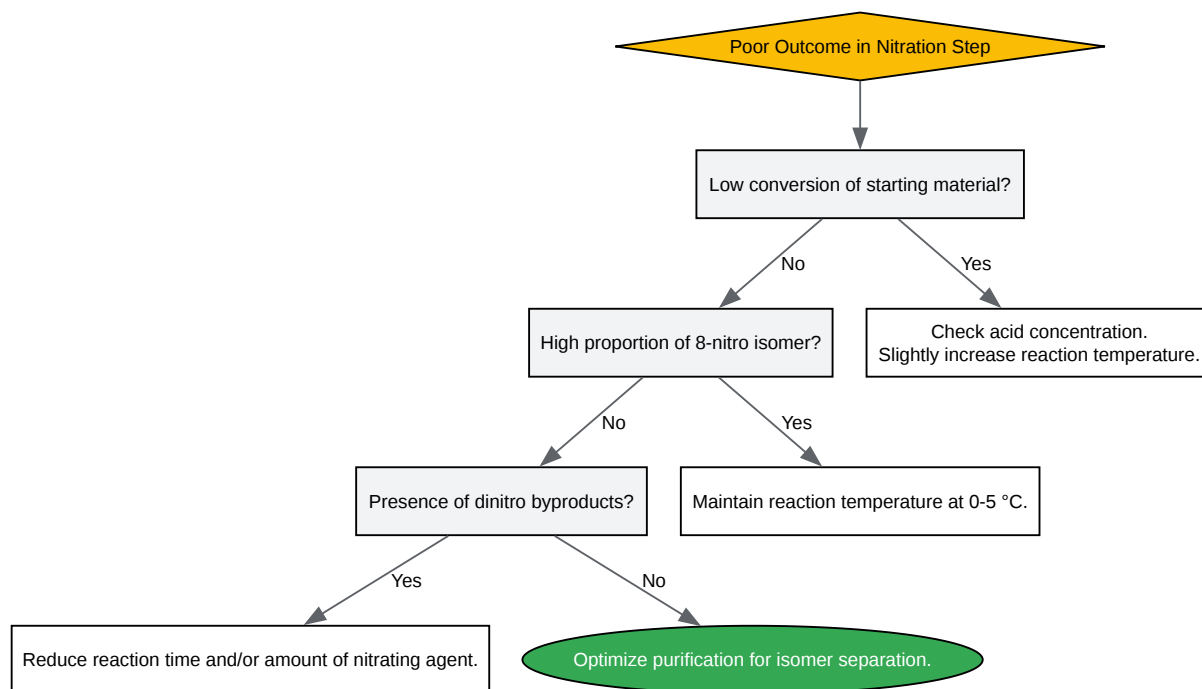 Poor Outcome in Nitration Step
Low conversion of starting material?
No
Yes
High proportion of 8-nitro isomer?
Check acid concentration.
Slightly increase reaction temperature.
No
Yes
Presence of dinitro byproducts?
Maintain reaction temperature at 0-5 °C.
Yes
No
Reduce reaction time and/or amount of nitrating agent.
Optimize purification for isomer separation.